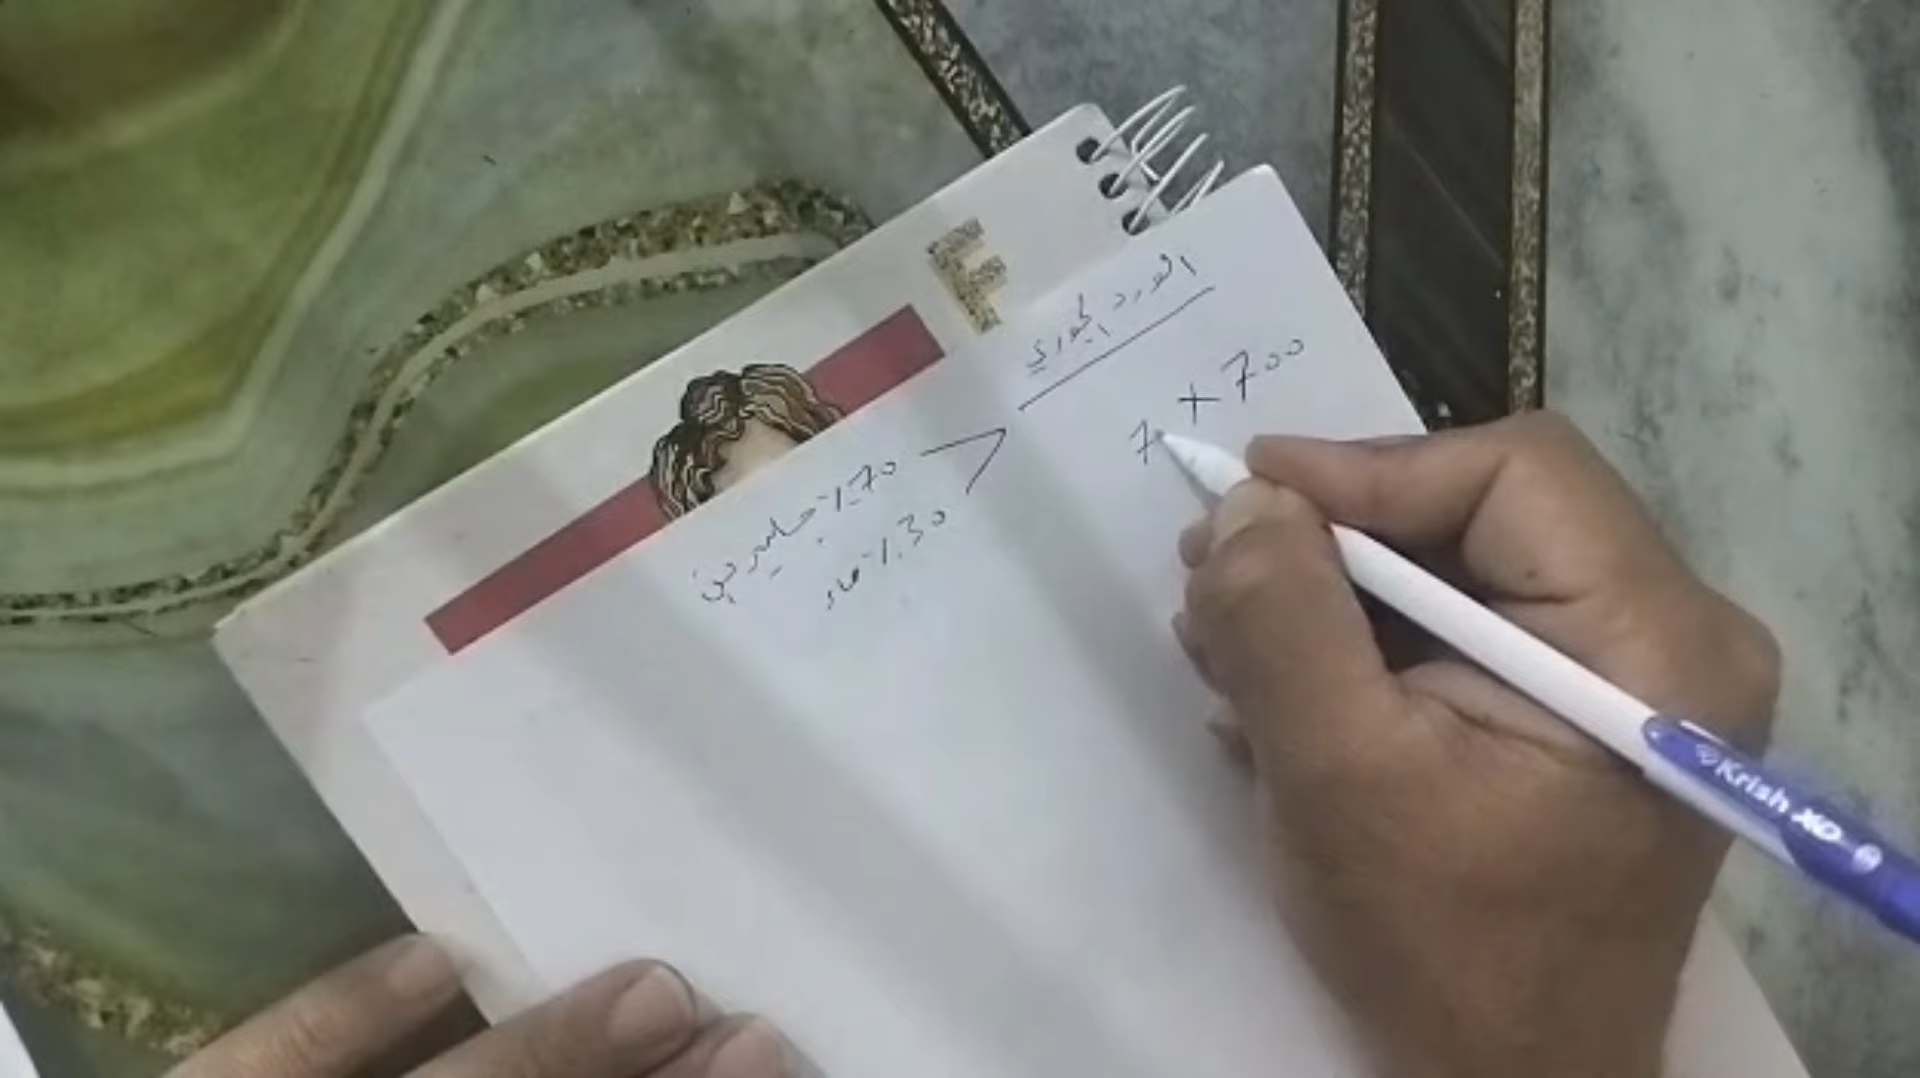 الورد الجوري
7 × 700
70٪ جليسرين
30٪ ماء
F
Krish XO